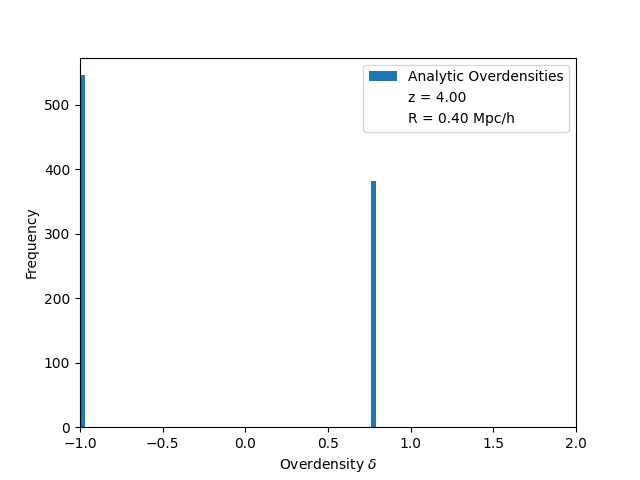 Analytic Overdensities
z = 4.00
R = 0.40 Mpc/h
500
400
300
200
100
0
Frequency
−1.0 −0.5 0.0 0.5 1.0 1.5 2.0
Overdensity δ